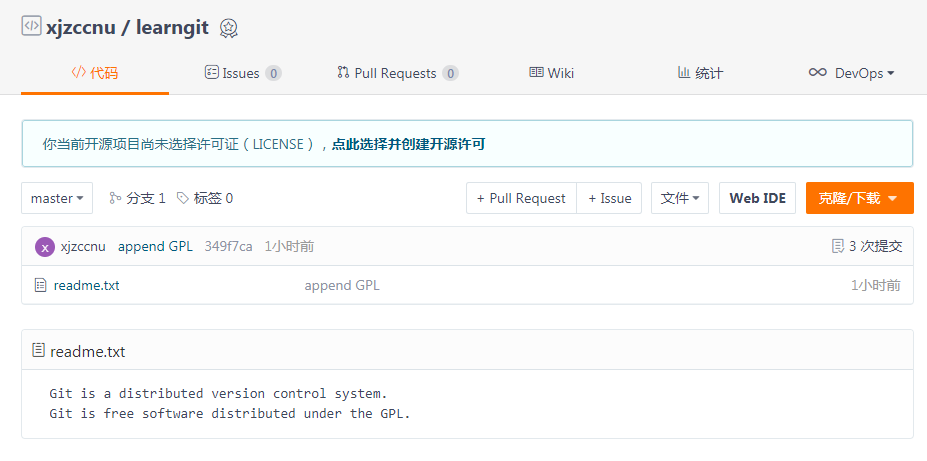 xjzccnu / learngit
代码 Issues 0 Pull Requests 0 Wiki 统计 DevOps
你当前开源项目尚未选择许可证（LICENSE），点此选择并创建开源许可
master 分支 1 标签 0 + Pull Request + Issue 文件 Web IDE 克隆/下载
x xjzccnu append GPL 349f7ca 1小时前 3 次提交
readme.txt append GPL 1小时前
readme.txt
Git is a distributed version control system.
Git is free software distributed under the GPL.